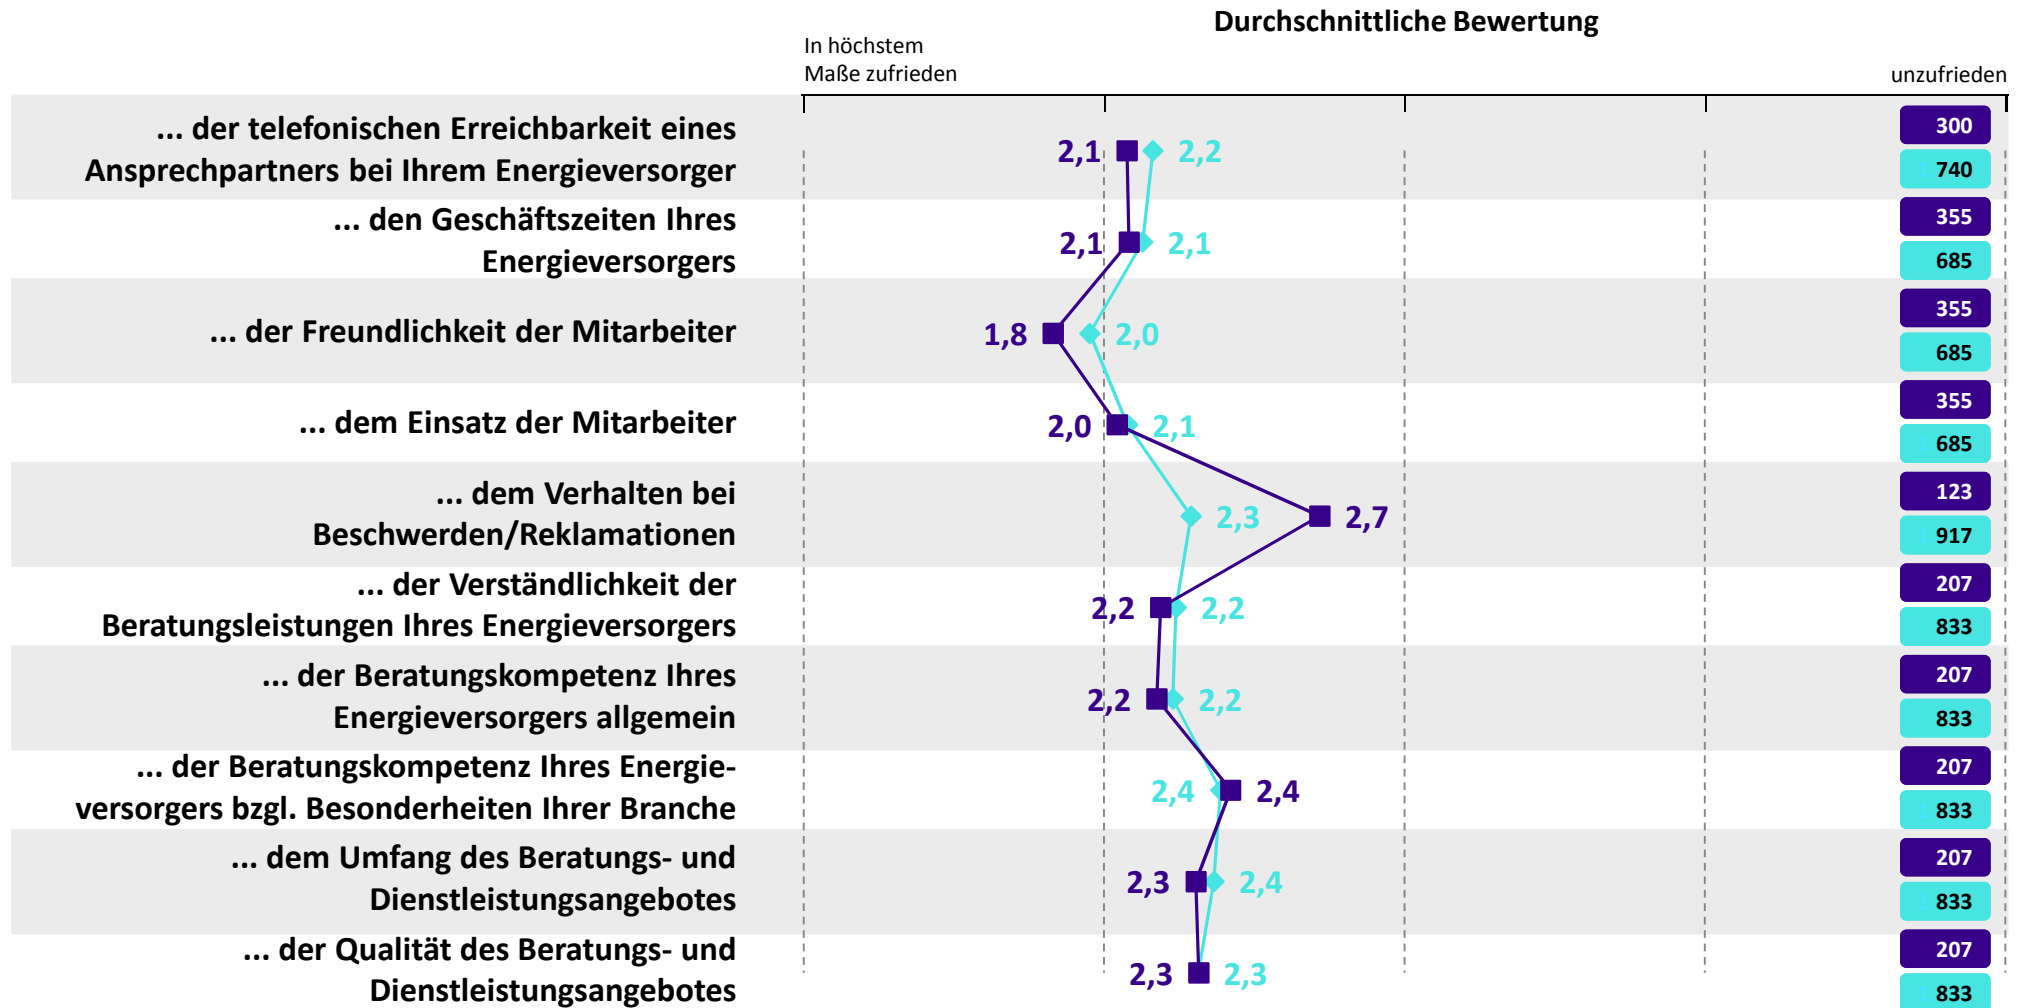 Durchschnittliche Bewertung
In höchstem
Maße zufrieden
unzufrieden
... der telefonischen Erreichbarkeit eines
Ansprechpartners bei Ihrem Energieversorger
2,1
2,2
300
740
... den Geschäftszeiten Ihres
Energieversorgers
2,1
2,1
355
685
... der Freundlichkeit der Mitarbeiter
1,8
2,0
355
685
... dem Einsatz der Mitarbeiter
2,0
2,1
355
685
... dem Verhalten bei
Beschwerden/Reklamationen
2,3
2,7
123
917
... der Verständlichkeit der
Beratungsleistungen Ihres Energieversorgers
2,2
2,2
207
833
... der Beratungskompetenz Ihres
Energieversorgers allgemein
2,2
2,2
207
833
... der Beratungskompetenz Ihres Energie-
versorgers bzgl. Besonderheiten Ihrer Branche
2,4
2,4
207
833
... dem Umfang des Beratungs- und
Dienstleistungsangebotes
2,3
2,4
207
833
... der Qualität des Beratungs- und
Dienstleistungsangebotes
2,3
2,3
207
833